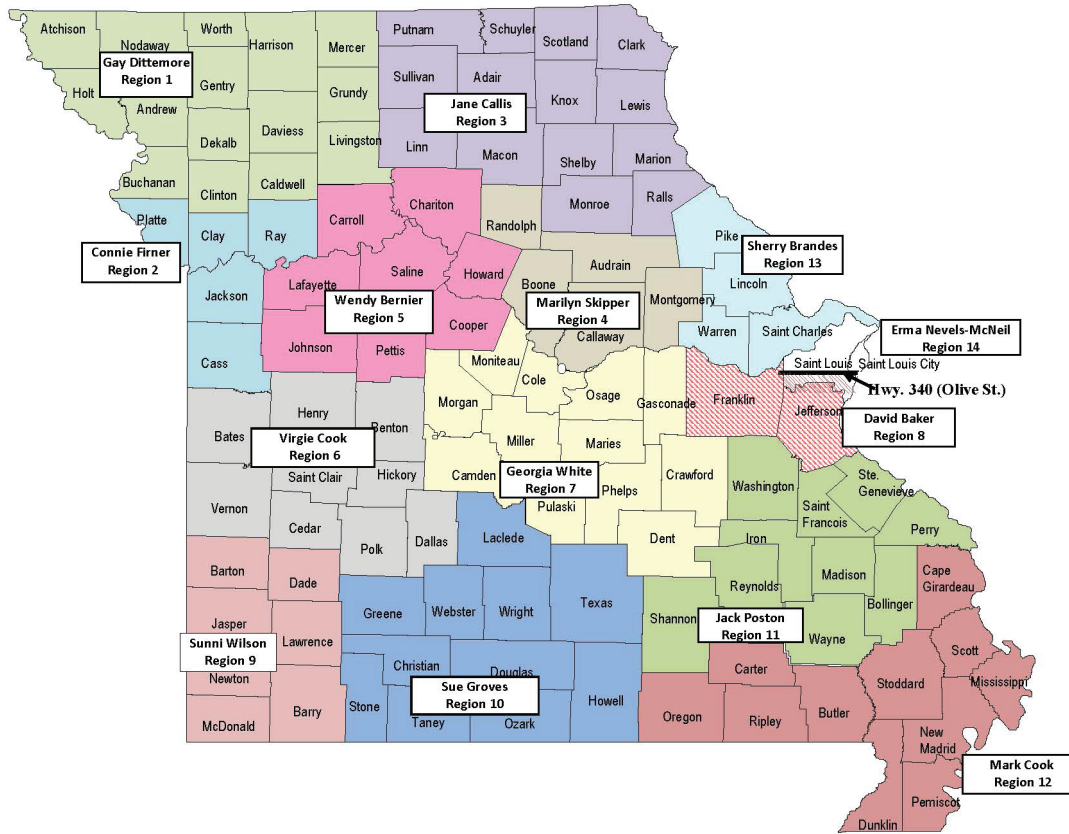 Atchison
Nodaway
Worth
Harrison
Mercer
Putnam
Schuyler
Scotland
Clark
Gay Dittemore
Region 1
Holt
Andrew
Gentry
Grundy
Sullivan
Adair
Knox
Lewis
Jane Callis
Region 3
Dekalb
Daviess
Livingston
Linn
Macon
Shelby
Marion
Buchanan
Clinton
Caldwell
Monroe
Ralls
Platte
Clay
Ray
Carroll
Chariton
Randolph
Pike
Connie Firner
Region 2
Sherry Brandes
Region 13
Jackson
Lafayette
Saline
Howard
Boone
Audrain
Montgomery
Lincoln
Wendy Bernier
Region 5
Marilyn Skipper
Region 4
Callaway
Warren
Saint Charles
Erma Nevels-McNeil
Region 14
Cass
Johnson
Pettis
Cooper
Moniteau
Cole
Saint Louis
Saint Louis City
Hwy. 340 (Olive St.)
Bates
Henry
Benton
Morgan
Osage
Gasconade
Franklin
Jefferson
David Baker
Region 8
Virgie Cook
Region 6
Miller
Maries
Saint Clair
Hickory
Camden
Georgia White
Region 7
Pulaski
Phelps
Crawford
Washington
Ste.
Genevieve
Saint
Francois
Perry
Vernon
Cedar
Polk
Dallas
Laclede
Dent
Iron
Reynolds
Madison
Bollinger
Cape
Girardeau
Barton
Dade
Greene
Webster
Wright
Texas
Shannon
Jack Poston
Region 11
Wayne
Jasper
Lawrence
Sunni Wilson
Region 9
Newton
Christian
Douglas
Carter
Stoddard
Scott
Mississippi
McDonald
Barry
Stone
Sue Groves
Region 10
Taney
Ozark
Howell
Oregon
Ripley
Butler
New
Madrid
Mark Cook
Region 12
Dunklin
Pemiscot